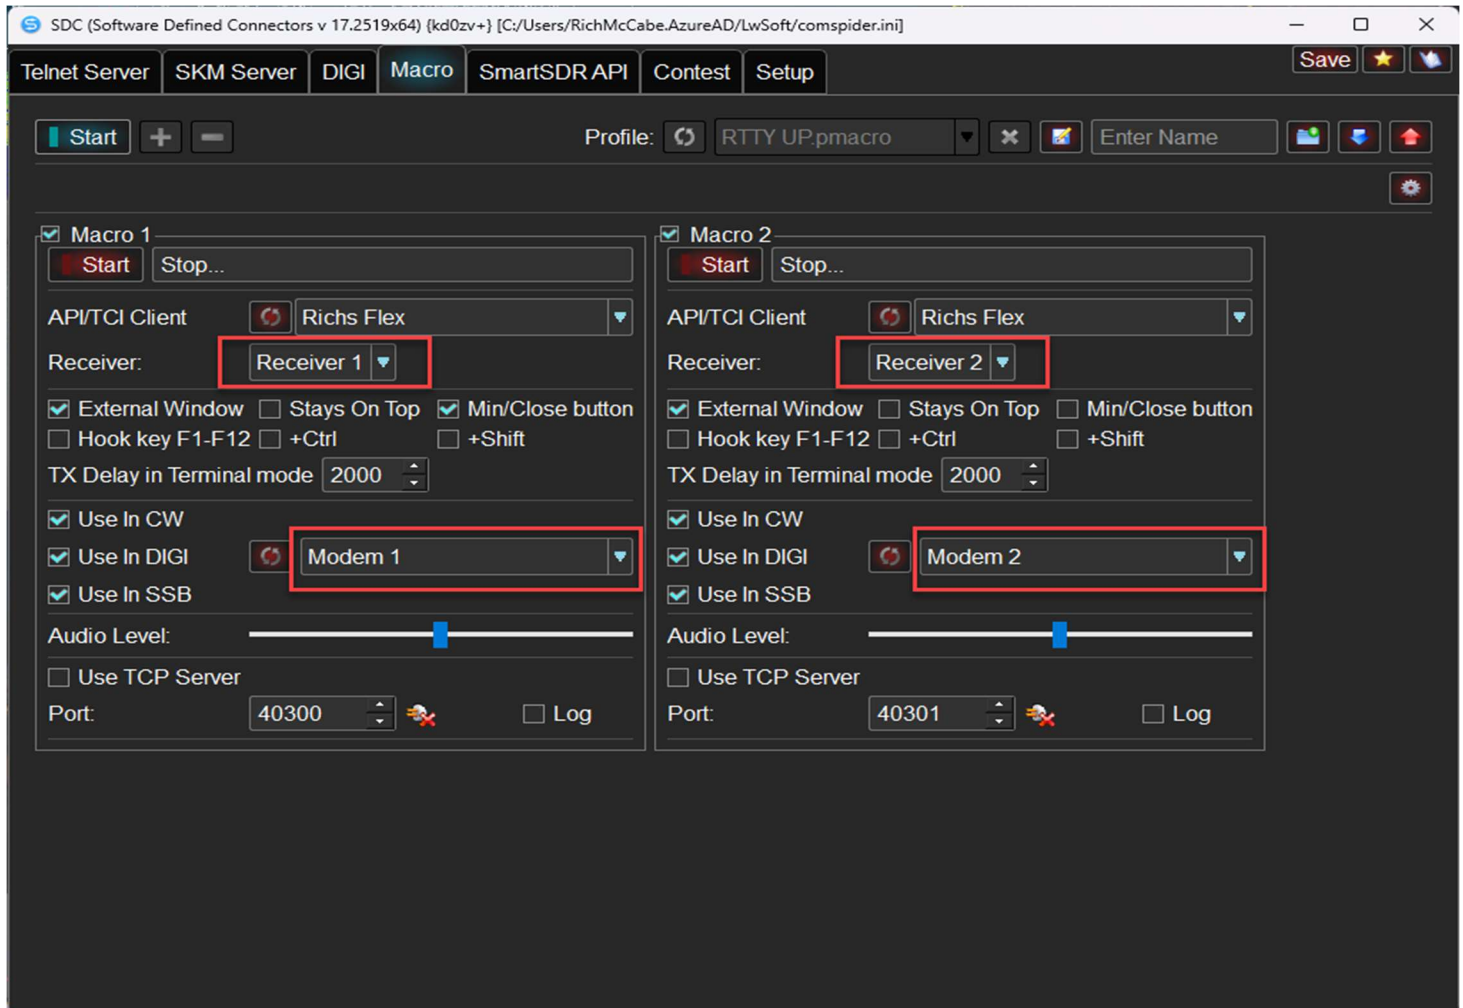 SDC (Software Defined Connectors v 17.2519x64) {kd0zv+} [C:/Users/RichMcCabe.AzureAD/LwSoft/comspider.ini]
Telnet Server SKM Server DIGI Macro SmartSDR API Contest Setup Save
Start Profile: RTTY UP.pmacro Enter Name
Macro 1 Macro 2
Start Stop... Start Stop...
API/TCI Client Richs Flex API/TCI Client Richs Flex
Receiver: Receiver 1 Receiver: Receiver 2
External Window Stays On Top Min/Close button External Window Stays On Top Min/Close button
Hook key F1-F12 +Ctrl +Shift Hook key F1-F12 +Ctrl +Shift
TX Delay in Terminal mode 2000 TX Delay in Terminal mode 2000
Use In CW Use In CW
Use In DIGI Modem 1 Use In DIGI Modem 2
Use In SSB Use In SSB
Audio Level: Audio Level:
Use TCP Server Use TCP Server
Port: 40300 Log Port: 40301 Log